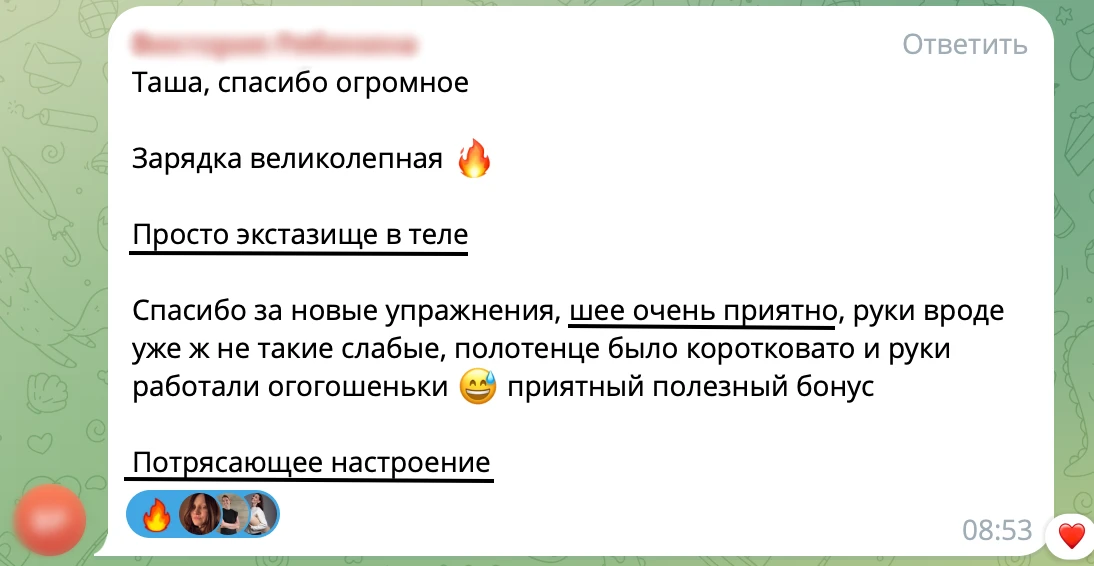 Ответить
Таша, спасибо огромное
Зарядка великолепная 🔥
Просто экстазище в теле
Спасибо за новые упражнения, шее очень приятно, руки вроде
уже ж не такие слабые, полотенце было коротковато и руки
работали огогошеньки 😅 приятный полезный бонус
Потрясающее настроение
08:53